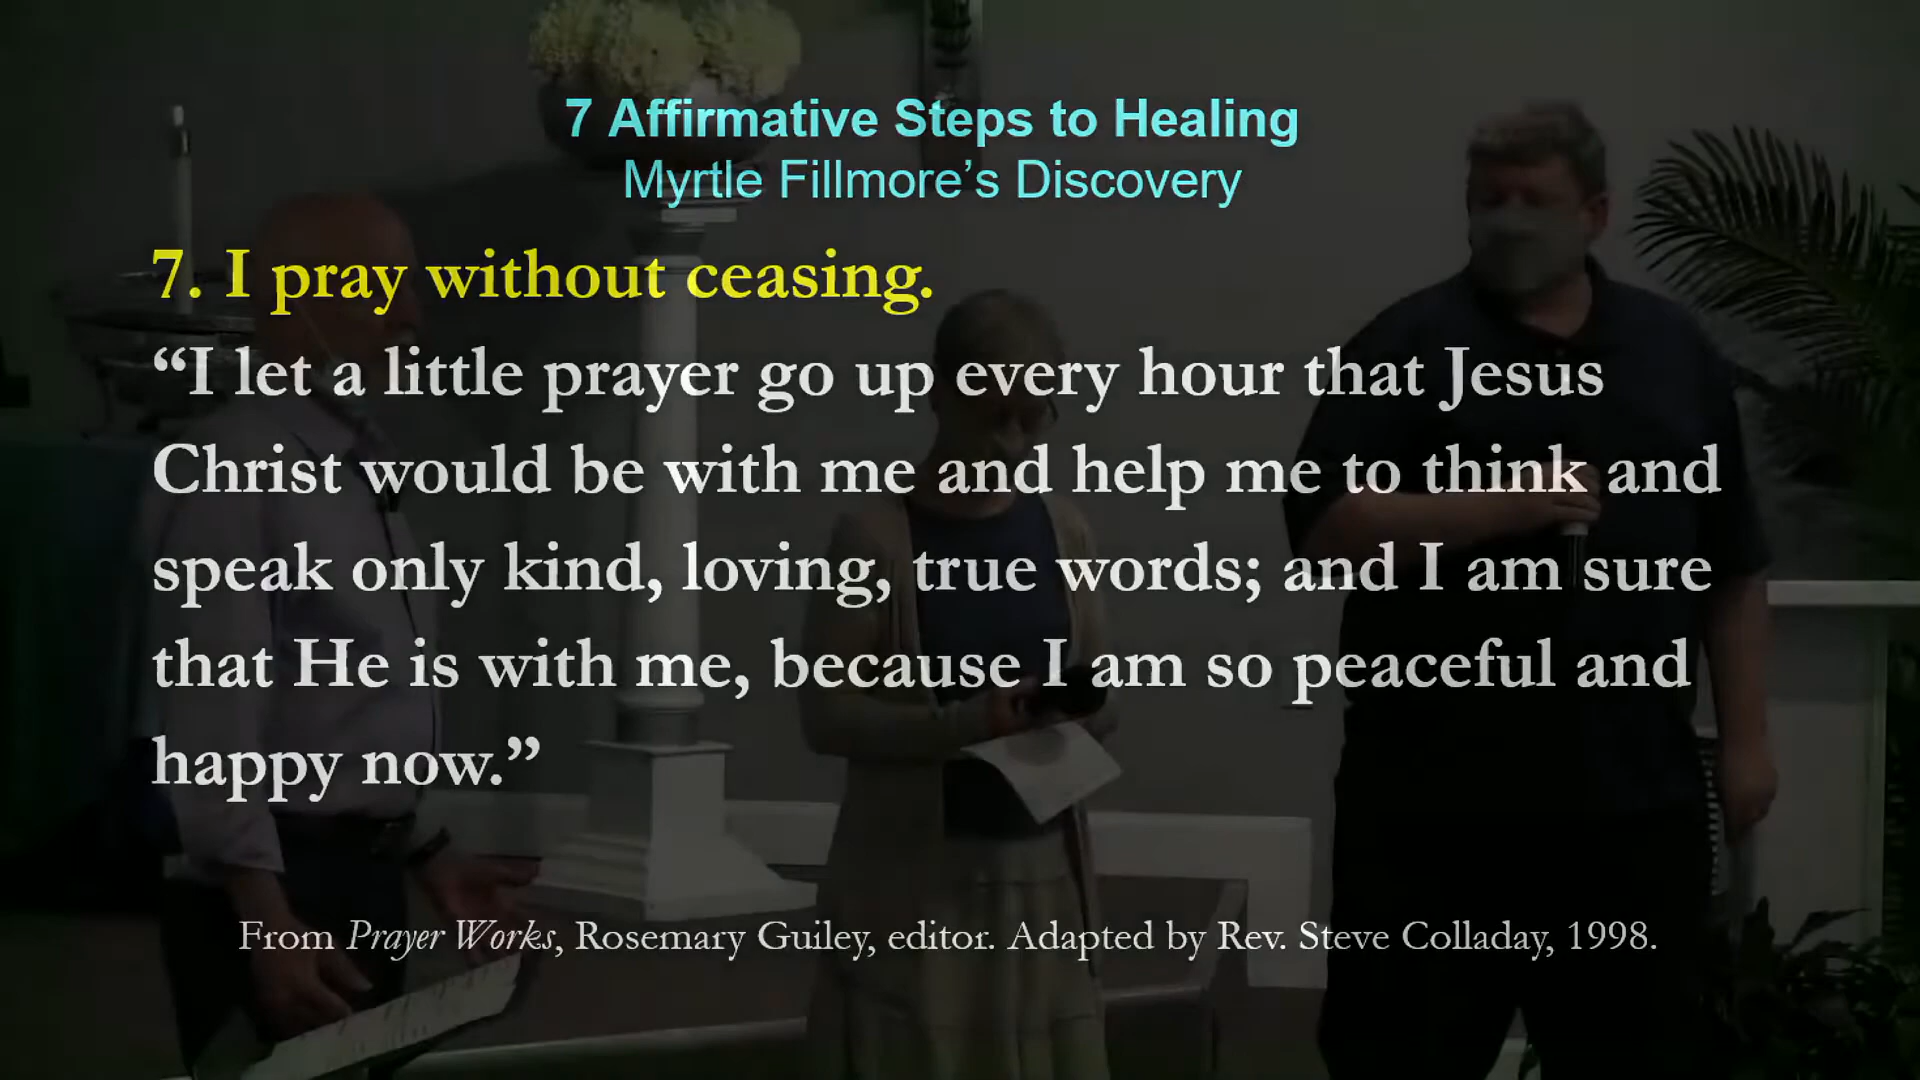 7 Affirmative Steps to Healing
Myrtle Fillmore’s Discovery
7. I pray without ceasing.
“I let a little prayer go up every hour that Jesus
Christ would be with me and help me to think and
speak only kind, loving, true words; and I am sure
that He is with me, because I am so peaceful and
happy now.”
From Prayer Works, Rosemary Guiley, editor. Adapted by Rev. Steve Colladay, 1998.